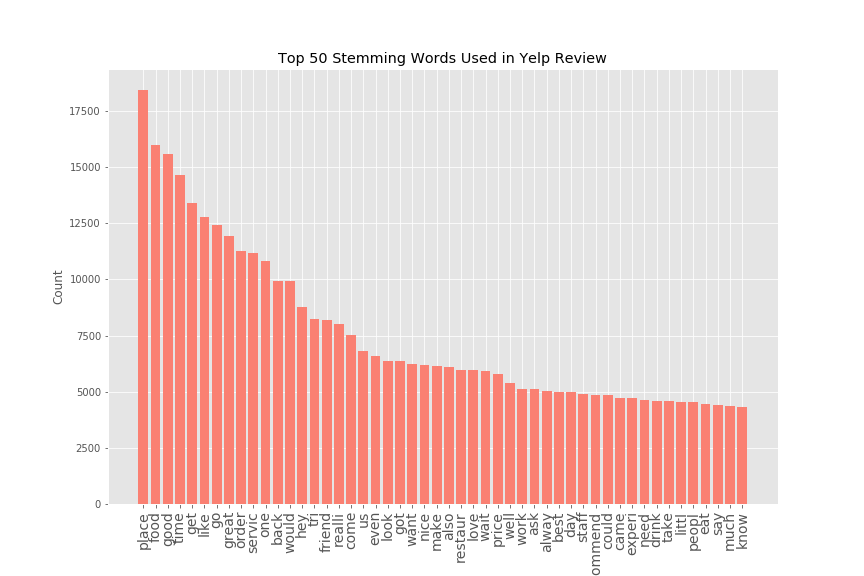 Top 50 Stemming Words Used in Yelp Review
Count
17500
15000
12500
10000
7500
5000
2500
0
place
food
good
time
get
like
go
great
order
servic
one
back
would
hey
tri
friend
realli
come
us
even
look
got
want
nice
make
also
restaur
love
wait
price
well
work
ask
alway
best
day
staff
ommend
could
came
experi
need
drink
take
littl
peopl
eat
say
much
know